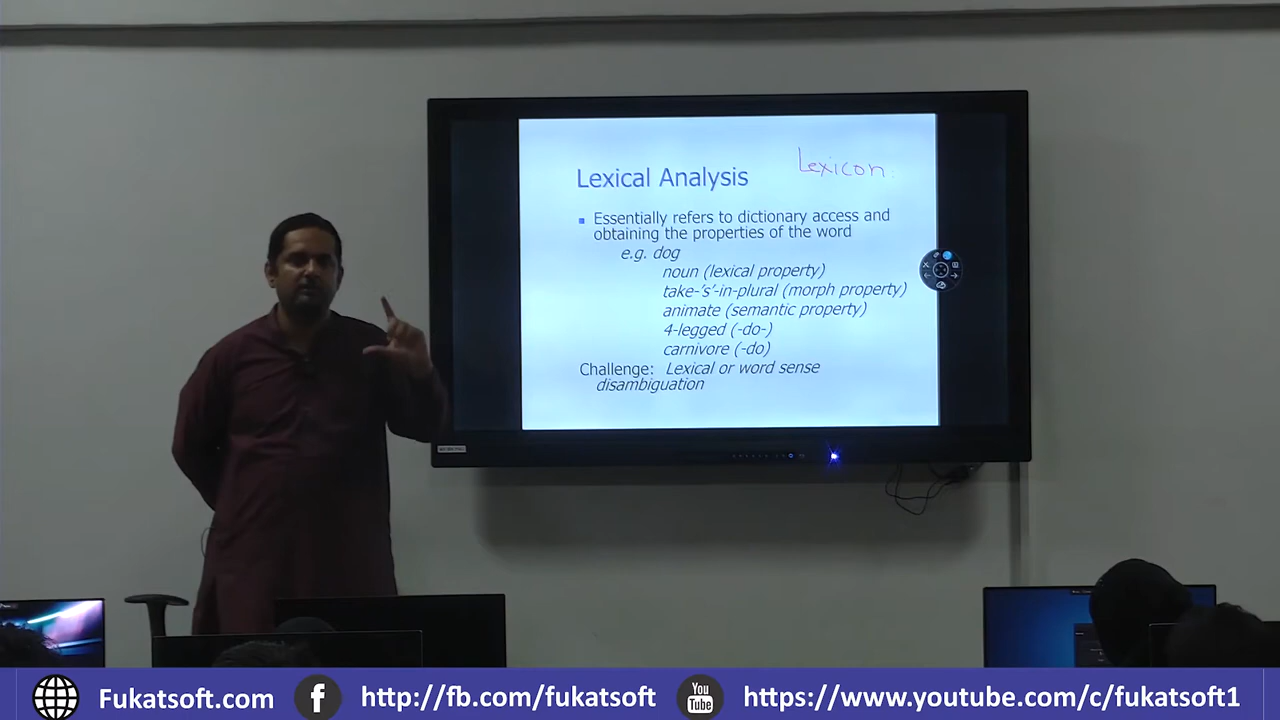 Lexicon.
Lexical Analysis
Essentially refers to dictionary access and
obtaining the properties of the word
e.g. dog
noun (lexical property)
take-'s'-in-plural (morph property)
animate (semantic property)
4-legged (-do-)
carnivore (-do)
Challenge: Lexical or word sense
disambiguation
Fukatsoft.com
f
http://fb.com/fukatsoft
You
Tube
https://www.youtube.com/c/fukatsoft1